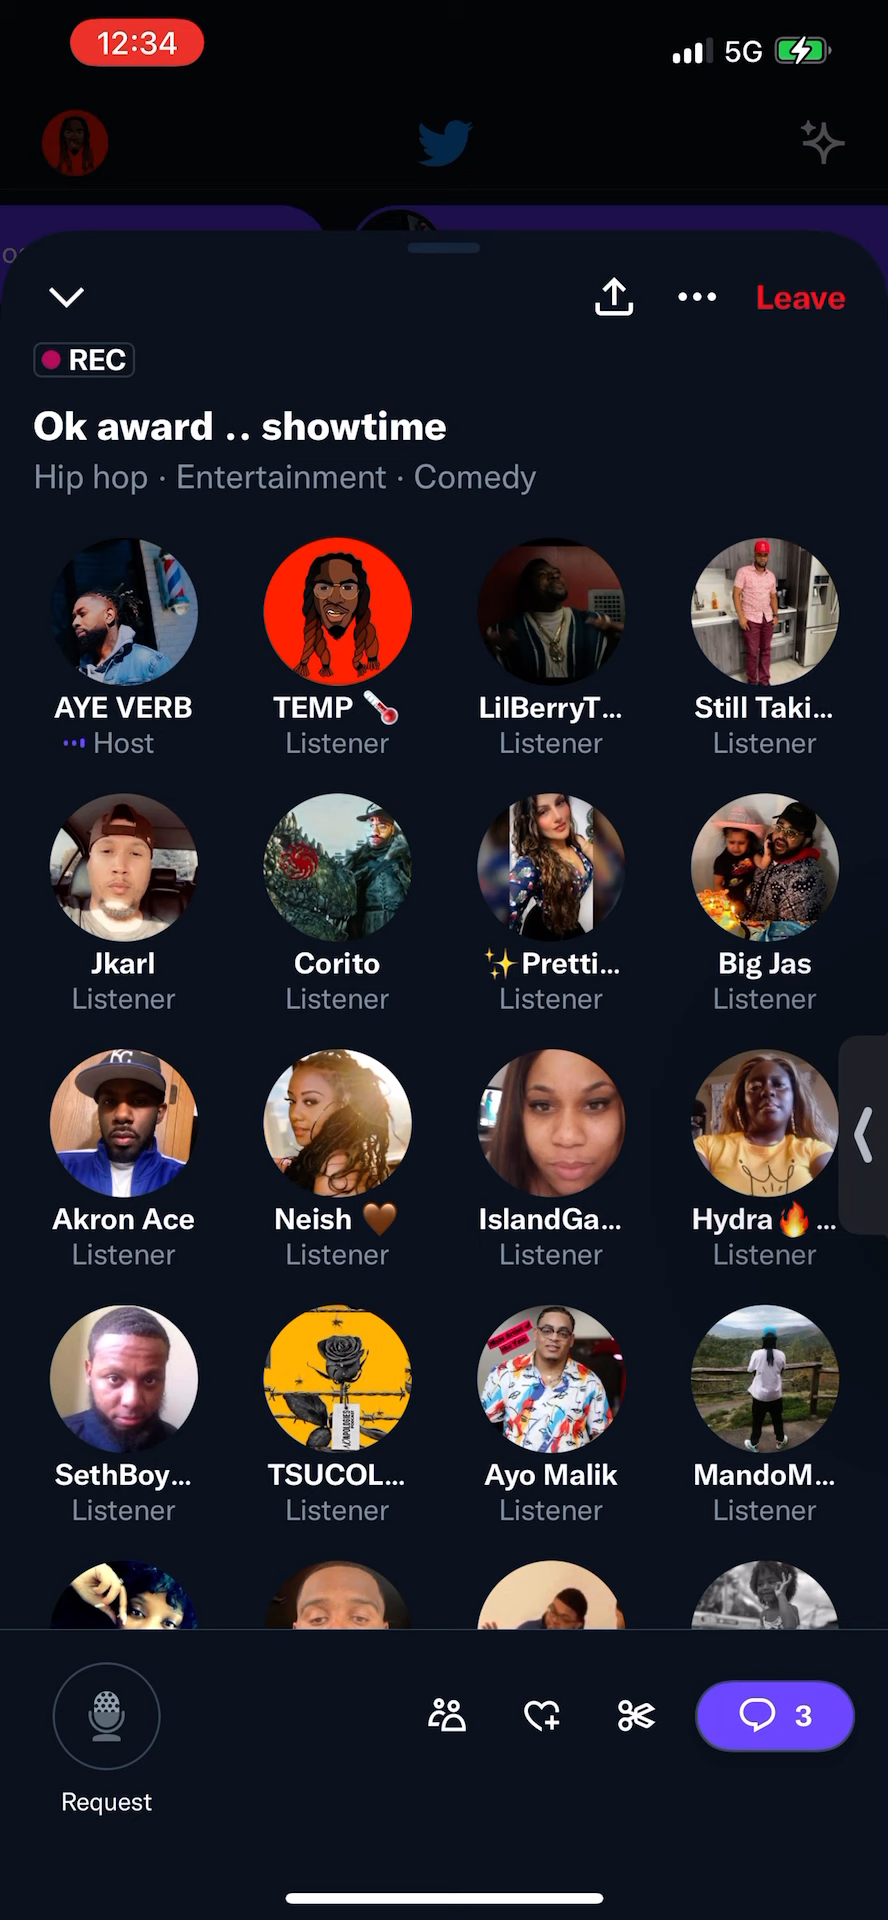 12:34
5G
Leave
REC
Ok award .. showtime
Hip hop · Entertainment · Comedy
AYE VERB
TEMP 🌡️
LilBerryT...
Still Taki...
Host
Listener
Listener
Listener
Jkarl
Corito
✨Pretti...
Big Jas
Listener
Listener
Listener
Listener
Akron Ace
Neish 🤎
IslandGa...
Hydra🔥...
Listener
Listener
Listener
Listener
SethBoy...
TSUCOL...
Ayo Malik
MandoM...
Listener
Listener
Listener
Listener
3
Request